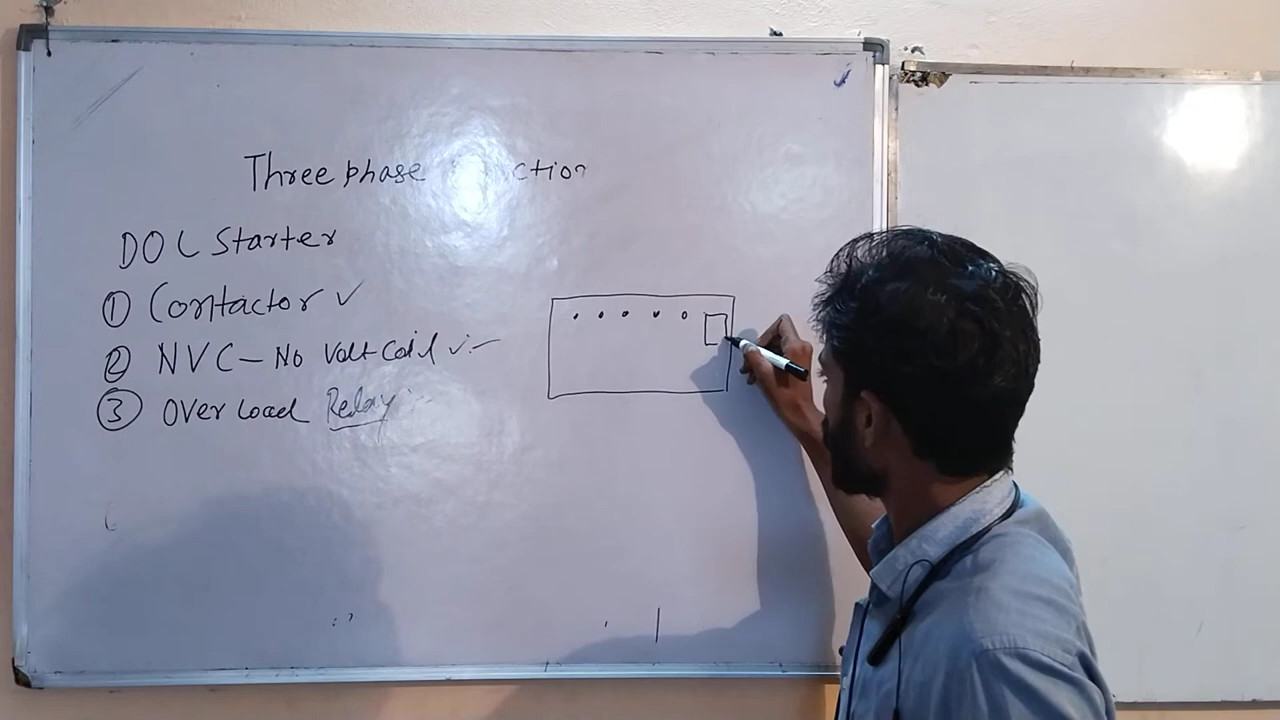 Three phase ction
DOL Starter
① Contactor ✓
② NVC – No Volt Coil ✓ –
③ Over Load Relay